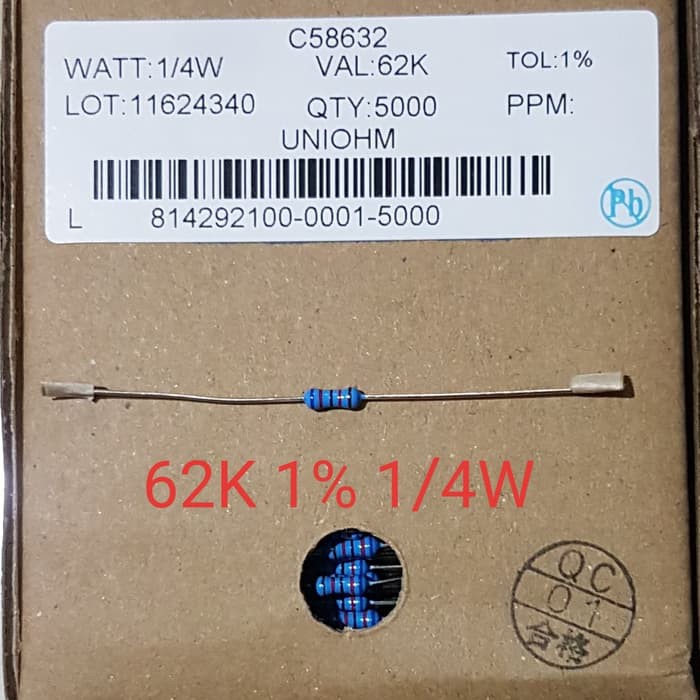 C58632
WATT:1/4W VAL:62K TOL:1%
LOT:11624340 QTY:5000 PPM:
UNIOHM
Pb
L 814292100-0001-5000
62K 1% 1/4W
QC
01
合格